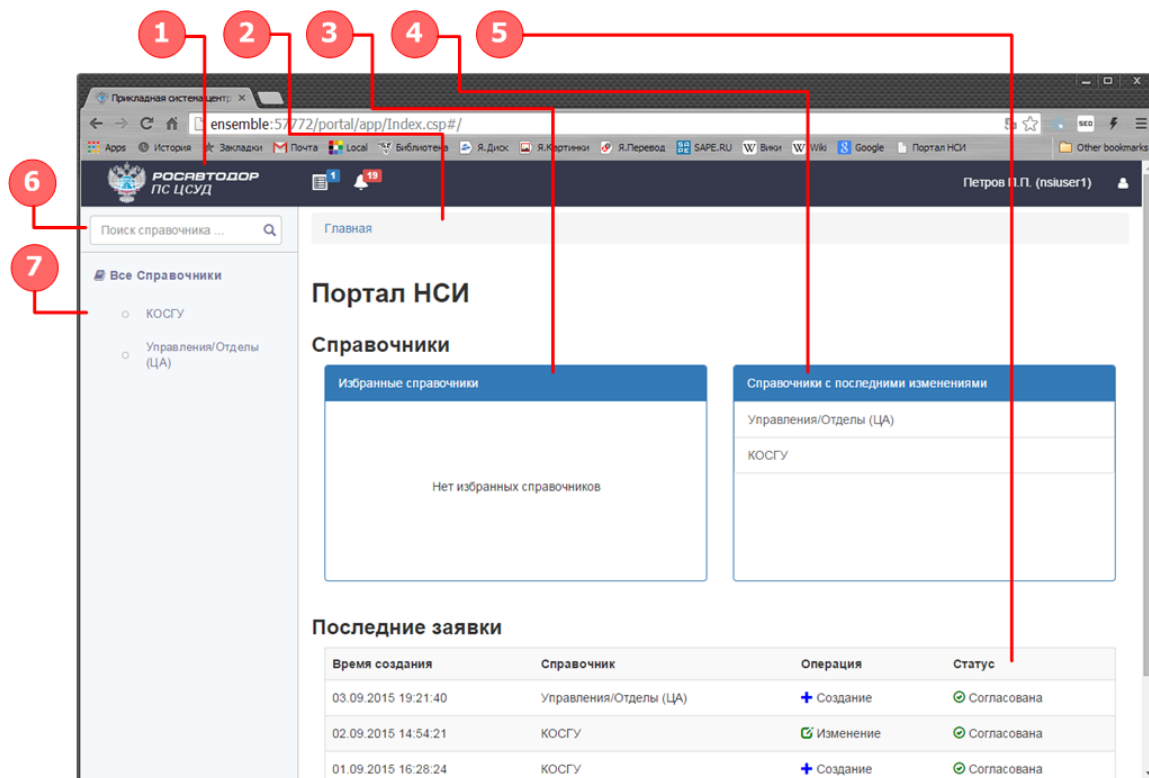 1 2 3 4 5
Прикладная система центр
ensemble:57772/portal/app/Index.csp#/
Apps История Закладки Почта Local Библиотека Я.Диск Я.Картинки Я.Перевод SAPE.RU Вики Wiki Google Портал НСИ Other bookmarks
SEO
РОСАВТОДОР
ПС ЦСУД
1 19
Петров П.П. (nsiuser1)
6
Поиск справочника ...
Главная
7
Все Справочники
КОСГУ
Управления/Отделы
(ЦА)
Портал НСИ
Справочники
Избранные справочники
Нет избранных справочников
Справочники с последними изменениями
Управления/Отделы (ЦА)
КОСГУ
Последние заявки
Время создания Справочник Операция Статус
03.09.2015 19:21:40 Управления/Отделы (ЦА) Создание Согласована
02.09.2015 14:54:21 КОСГУ Изменение Согласована
01.09.2015 16:28:24 КОСГУ Создание Согласована